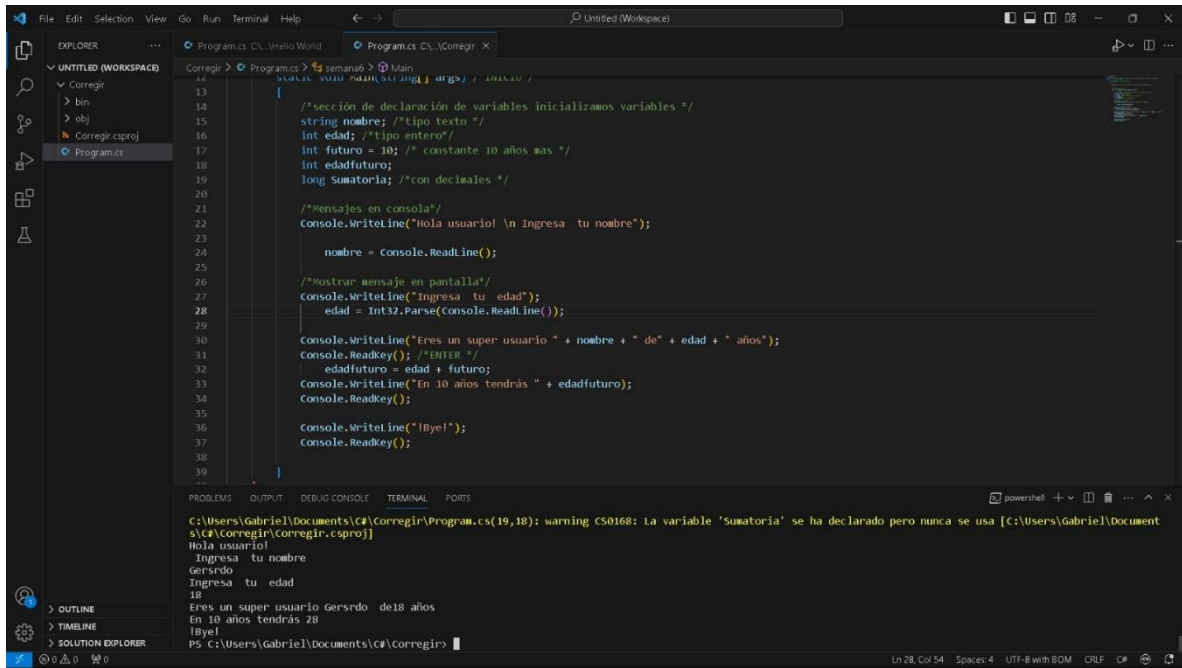 File Edit Selection View Go Run Terminal Help
Untitled (Workspace)
EXPLORER
Program.cs C:\...\Hello World
Program.cs C:\...\Corregir
UNTITLED (WORKSPACE)
Corregir
bin
obj
Corregir.csproj
Program.cs
Corregir > Program.cs > semana6 > Main
12 static void Main(string[] args) / INICIO /
13 {
14 /*sección de declaración de variables inicializamos variables */
15 string nombre; /*tipo texto */
16 int edad; /*tipo entero*/
17 int futuro = 10; /* constante 10 años mas */
18 int edadfuturo;
19 long Sumatoria; /*con decimales */
20
21 /*Mensajes en consola*/
22 Console.WriteLine("Hola usuario! \n Ingresa  tu nombre");
23
24 nombre = Console.ReadLine();
25
26 /*Mostrar mensaje en pantalla*/
27 Console.WriteLine("Ingresa  tu  edad");
28 edad = Int32.Parse(Console.ReadLine());
29
30 Console.WriteLine("Eres un super usuario " + nombre + " de" + edad + " años");
31 Console.ReadKey(); /*ENTER */
32 edadfuturo = edad + futuro;
33 Console.WriteLine("En 10 años tendrás " + edadfuturo);
34 Console.ReadKey();
35
36 Console.WriteLine("!Bye!");
37 Console.ReadKey();
38
39 }
PROBLEMS OUTPUT DEBUG CONSOLE TERMINAL PORTS
powershell
C:\Users\Gabriel\Documents\C#\Corregir\Program.cs(19,18): warning CS0168: La variable 'Sumatoria' se ha declarado pero nunca se usa [C:\Users\Gabriel\Document
s\C#\Corregir\Corregir.csproj]
Hola usuario!
Ingresa  tu nombre
Gersrdo
Ingresa  tu  edad
18
Eres un super usuario Gersrdo  de18 años
En 10 años tendrás 28
!Bye!
PS C:\Users\Gabriel\Documents\C#\Corregir>
OUTLINE
TIMELINE
SOLUTION EXPLORER
0 0 0
Ln 28, Col 54 Spaces: 4 UTF-8 with BOM CRLF C#